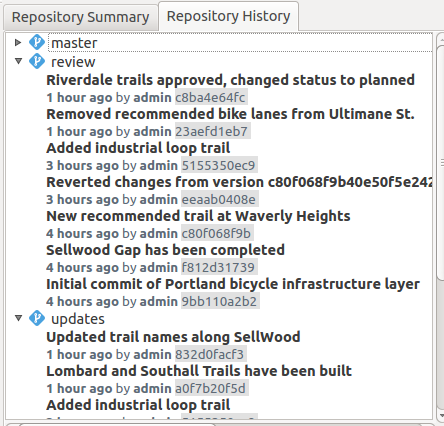 Repository Summary Repository History
master
review
Riverdale trails approved, changed status to planned
1 hour ago by admin c8ba4e64fc
Removed recommended bike lanes from Ultimane St.
1 hour ago by admin 23aefd1eb7
Added industrial loop trail
3 hours ago by admin 5155350ec9
Reverted changes from version c80f068f9b40e50f5e242
3 hours ago by admin eeaab0408e
New recommended trail at Waverly Heights
4 hours ago by admin c80f068f9b
Sellwood Gap has been completed
4 hours ago by admin f812d31739
Initial commit of Portland bicycle infrastructure layer
4 hours ago by admin 9bb110a2b2
updates
Updated trail names along SellWood
1 hour ago by admin 832d0facf3
Lombard and Southall Trails have been built
1 hour ago by admin a0f7b20f5d
Added industrial loop trail